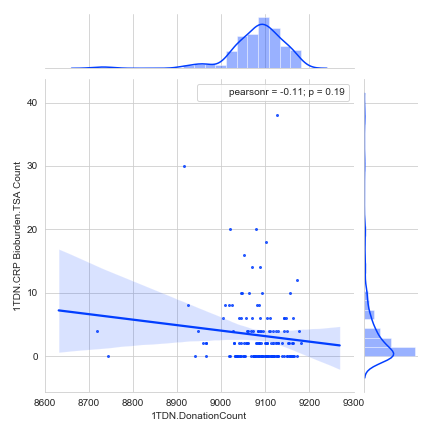 pearsonr = -0.11; p = 0.19
40
30
20
10
0
1TDN.CRP Bioburden.TSA Count
8600 8700 8800 8900 9000 9100 9200 9300
1TDN.DonationCount